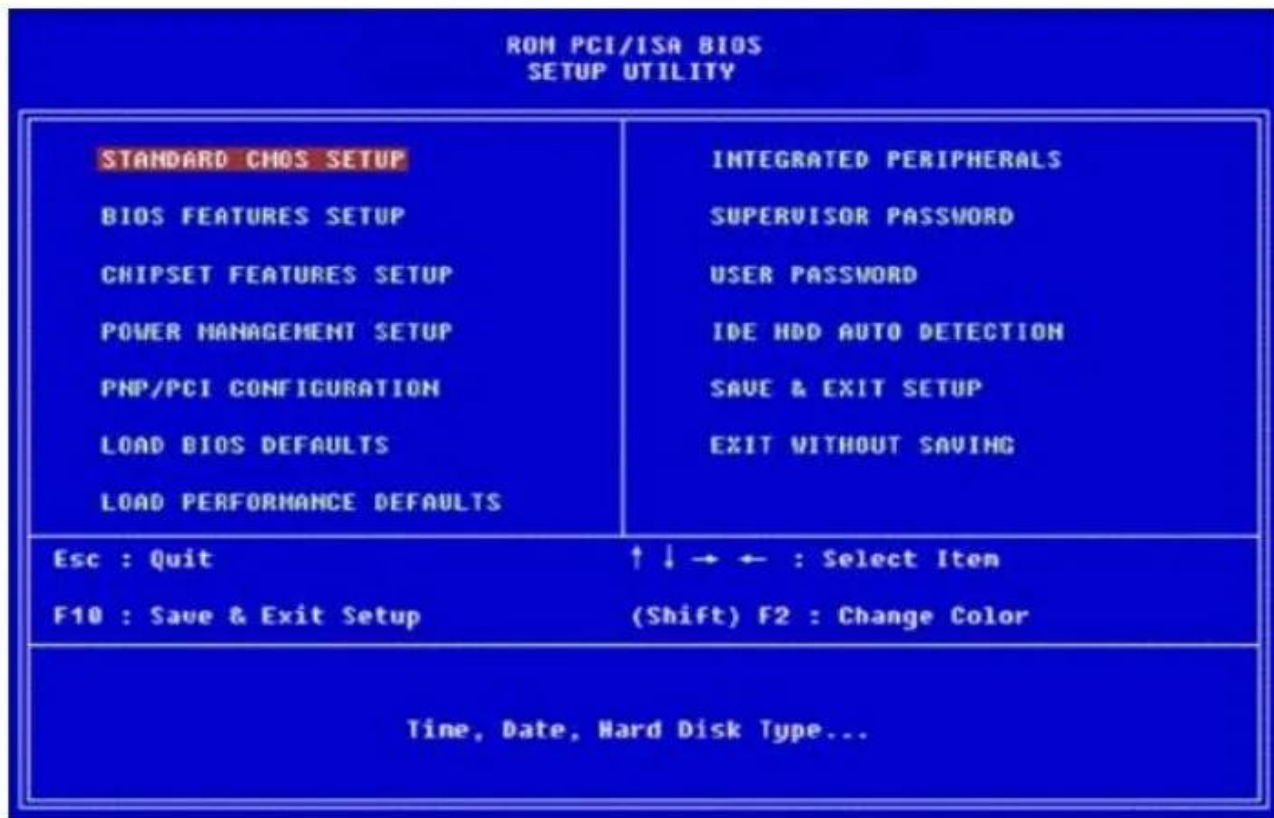 ROM PCI/ISA BIOS
SETUP UTILITY
STANDARD CMOS SETUP
BIOS FEATURES SETUP
CHIPSET FEATURES SETUP
POWER MANAGEMENT SETUP
PNP/PCI CONFIGURATION
LOAD BIOS DEFAULTS
LOAD PERFORMANCE DEFAULTS
INTEGRATED PERIPHERALS
SUPERVISOR PASSWORD
USER PASSWORD
IDE HDD AUTO DETECTION
SAVE & EXIT SETUP
EXIT WITHOUT SAVING
Esc : Quit
↑ ↓ → ← : Select Item
F10 : Save & Exit Setup
(Shift) F2 : Change Color
Time, Date, Hard Disk Type...